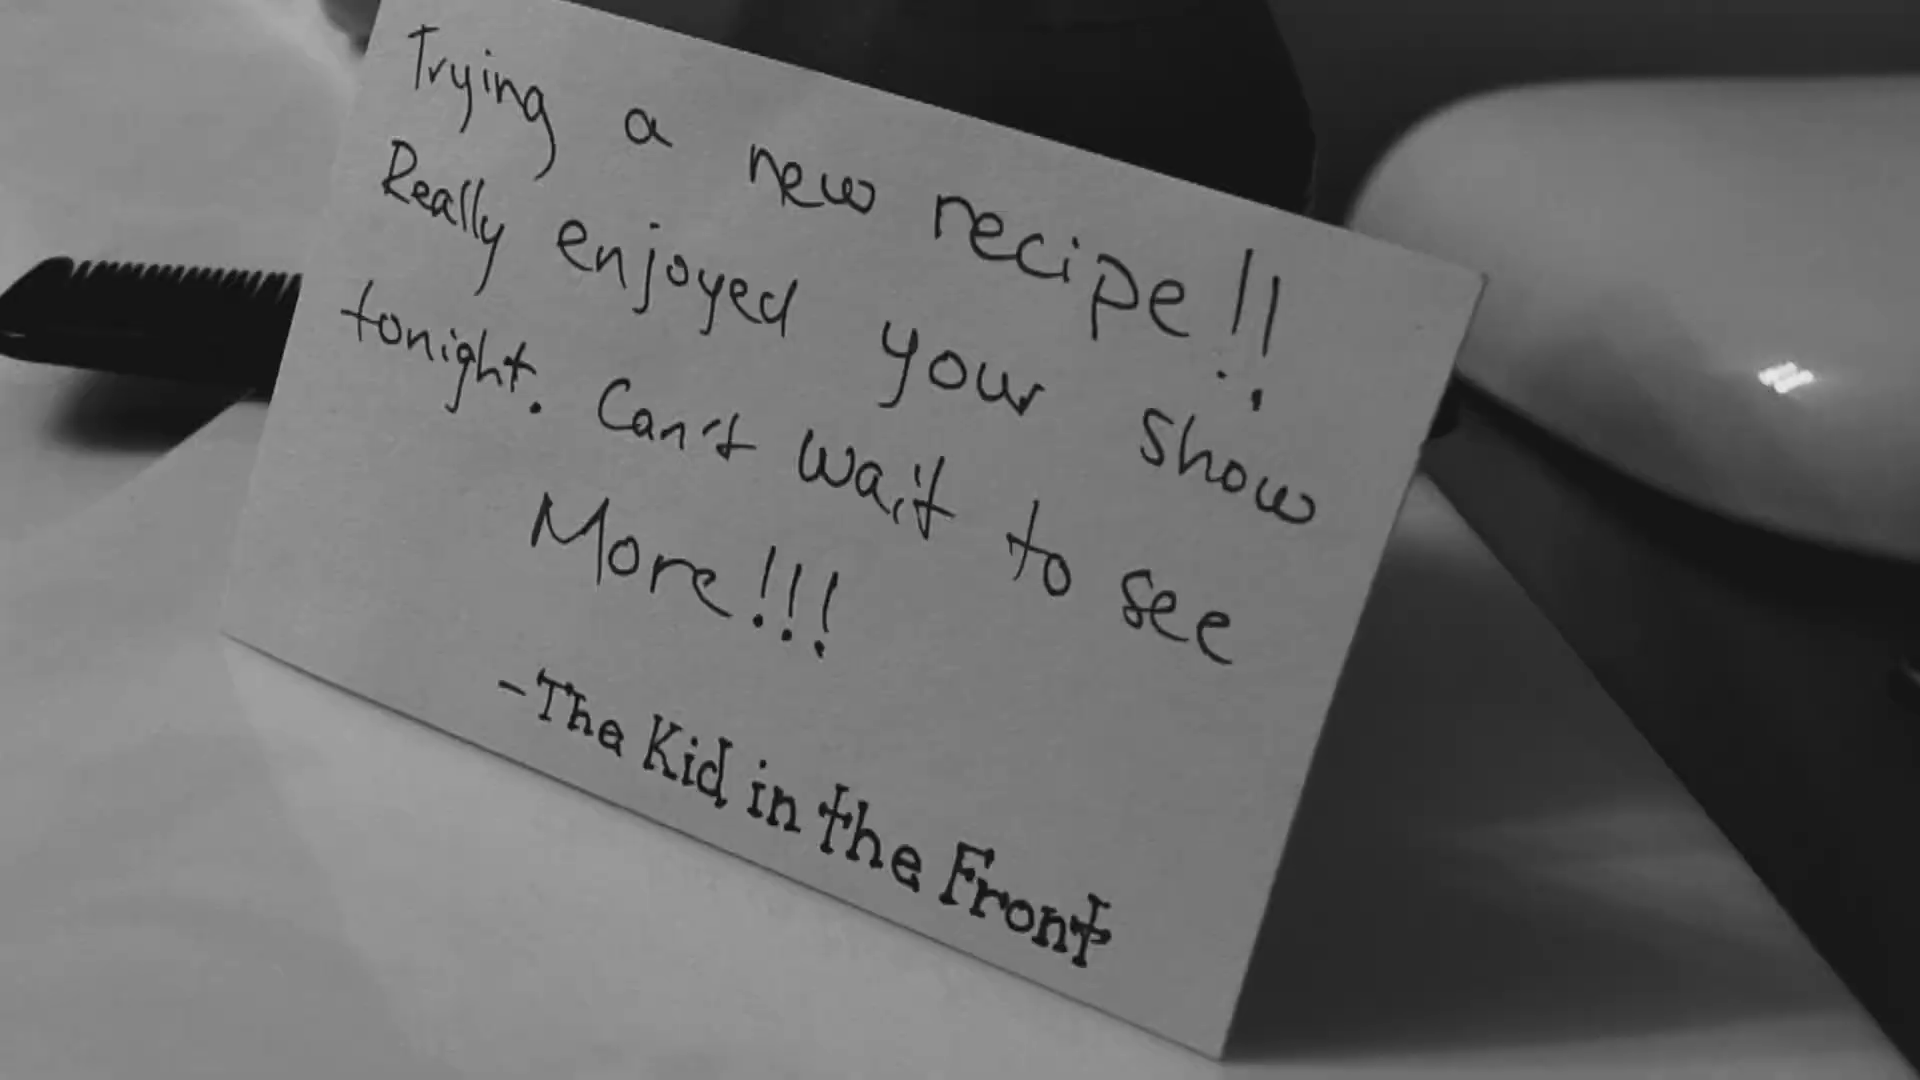 Trying a new recipe!!
Really enjoyed your show
tonight. Can't wait to see
More!!!
-The Kid in the Front